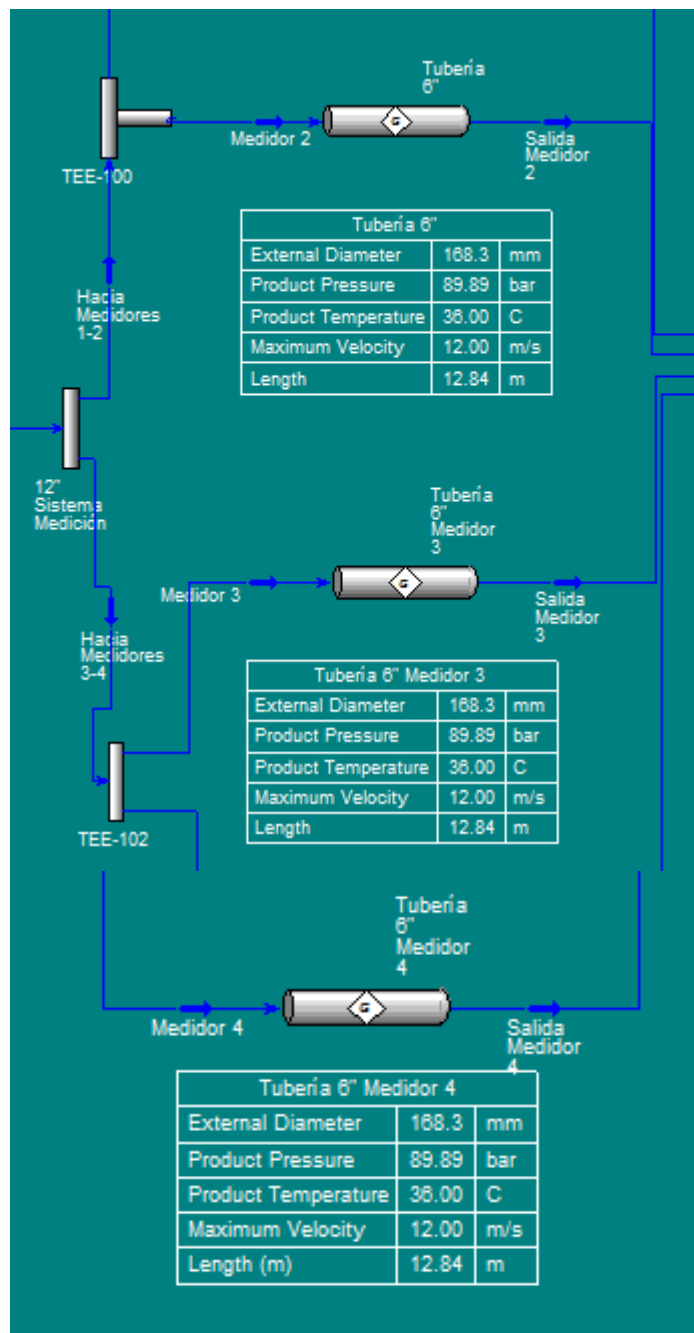 Tubería
6"
Medidor 2
Salida
Medidor
2
TEE-100
Tubería 6"
External Diameter 168.3 mm
Product Pressure 89.89 bar
Product Temperature 36.00 C
Maximum Velocity 12.00 m/s
Length 12.84 m
Hacia
Medidores
1-2
12"
Sistema
Medición
Tubería
6"
Medidor
3
Medidor 3
Salida
Medidor
3
Hacia
Medidores
3-4
Tubería 6" Medidor 3
External Diameter 168.3 mm
Product Pressure 89.89 bar
Product Temperature 36.00 C
Maximum Velocity 12.00 m/s
Length 12.84 m
TEE-102
Tubería
6"
Medidor
4
Medidor 4
Salida
Medidor
4
Tubería 6" Medidor 4
External Diameter 168.3 mm
Product Pressure 89.89 bar
Product Temperature 36.00 C
Maximum Velocity 12.00 m/s
Length (m) 12.84 m
G
G
G